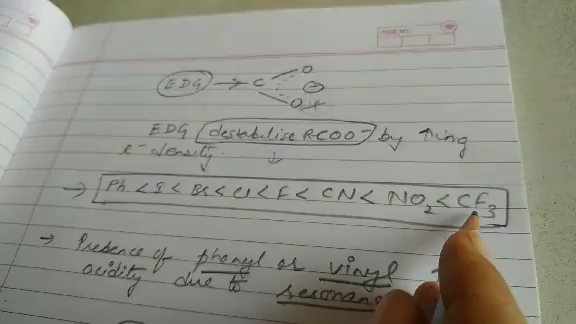 EDG → C O O
EDG destabilise RCOO⁻ by ↑ing
e⁻ density. ↓
→ Ph < I < Br < Cl < F < CN < NO₂ < CF₃
→ Presence of phenyl or vinyl
acidity due to resonan